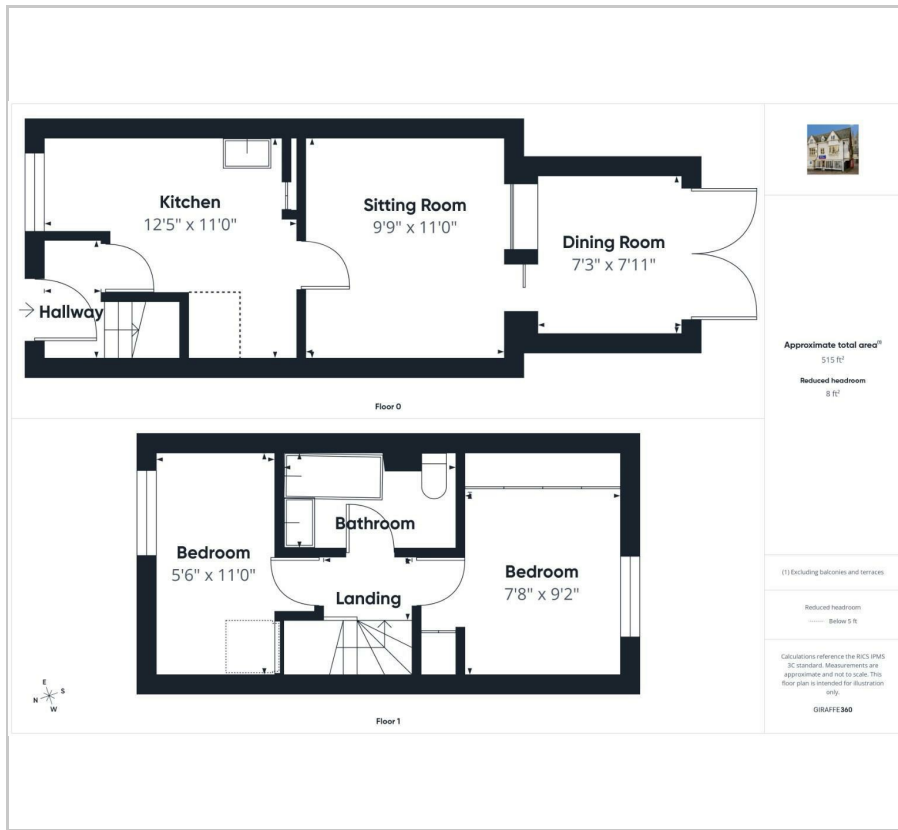 Kitchen
12'5" x 11'0"
Sitting Room
9'9" x 11'0"
Dining Room
7'3" x 7'11"
Hallway
Floor 0
Bedroom
5'6" x 11'0"
Bathroom
Landing
Bedroom
7'8" x 9'2"
E
N S
W
Floor 1
Approximate total area(1)
515 ft²
Reduced headroom
8 ft²
(1) Excluding balconies and terraces
Reduced headroom
Below 5 ft
Calculations reference the RICS IPMS
3C standard. Measurements are
approximate and not to scale. This
floor plan is intended for illustration
only.
GIRAFFE360